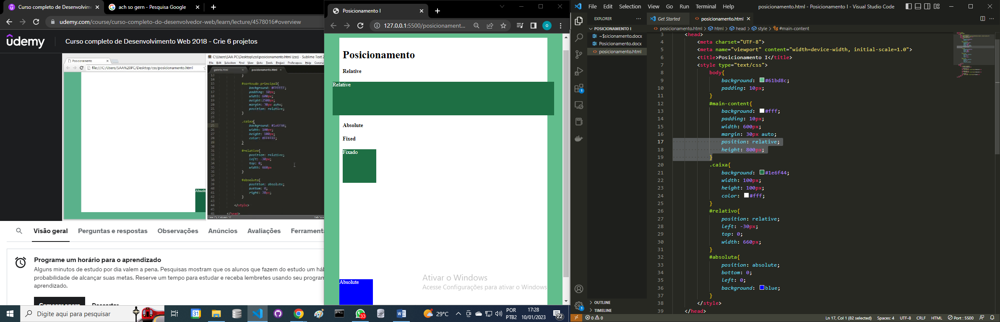 Curso completo de Desenvolvime
ach so gern - Pesquisa Google
udemy.com/course/curso-completo-do-desenvolvedor-web/learn/lecture/4578016#overview
udemy
Curso completo de Desenvolvimento Web 2018 - Crie 6 projetos
Posicionamento
file:///C:/Users/SAA%20PC/Desktop/css/posicionamento.html
Absolu
C:\Users\SAA PC\Desktop\css\posicionamento.html (css) - Sublime Text 2
File Edit Selection Find View Goto Tools Project Preferences Help Corona
galeria.html
posicionamento.html
13 }
14
15 #conteudo-principal{
16 background: #FFFFFF;
17 padding: 10px;
18 width: 600px;
19 height:2500px;
20 margin: 30px auto;
21 position: relative;
22 }
23
24 .caixa{
25 background: #1e6f44;
26 width: 100px;
27 height: 100px;
28 color: #FFFFFF;
29 }
30
31 #relativo{
32 position: relative;
33 left: -30px;
34 top: 0;
35 width: 660px
36 }
37
38 #absoluta{
39 position: absolute;
40 bottom: 0;
41 right: 30px;
42 }
43
44 </style>
45
46 </head>
Visão geral
Perguntas e respostas
Observações
Anúncios
Avaliações
Ferramenta
Programe um horário para o aprendizado
Alguns minutos de estudo por dia valem a pena. Pesquisas mostram que os alunos que fazem do estudo um háb
probabilidade de alcançar suas metas. Reserve um tempo para estudar e receba lembretes usando seu program
aprendizado.
Posicionamento I
127.0.0.1:5500/posicionament...
O
Posicionamento
Relative
Relative
Absolute
Fixed
Fixado
Absolute
Ativar o Windows
Acesse Configurações para ativar o Windows
File Edit Selection View Go Run Terminal Help
posicionamento.html - Posicionamento I - Visual Studio Code
EXPLORER
POSICIONAMENTO I
~$sicionamento.docx
Posicionamento.docx
posicionamento.html
OUTLINE
TIMELINE
1
1
Get Started
posicionamento.html
posicionamento.html > html > head > style > #main-content
3 <head>
4 <meta charset="UTF-8">
5 <meta name="viewport" content="width=device-width, initial-scale=1.0">
6 <title>Posicionamento I</title>
7 <style type="text/css">
8 body{
9 background: #61bd8c;
10 padding: 10px;
11 }
12 #main-content{
13 background: #fff;
14 padding: 10px;
15 width: 600px;
16 margin: 30px auto;
17 position: relative;
18 height: 800px;
19 }
20 .caixa{
21 background: #1e6f44;
22 width: 100px;
23 height: 100px;
24 color: #fff;
25 }
26 #relativo{
27 position: relative;
28 left: -30px;
29 top: 0;
30 width: 660px;
31 }
32 #absoluta{
33 position: absolute;
34 bottom: 0;
35 left: 0;
36 background: blue;
37 }
38 </style>
39 </head>
0 0
Ln 17, Col 1 (82 selected)
Spaces: 4
UTF-8
CRLF
HTML
Port : 5500
Digite aqui para pesquisar
31
33
29°C
POR
PTB2
17:28
10/01/2023
22